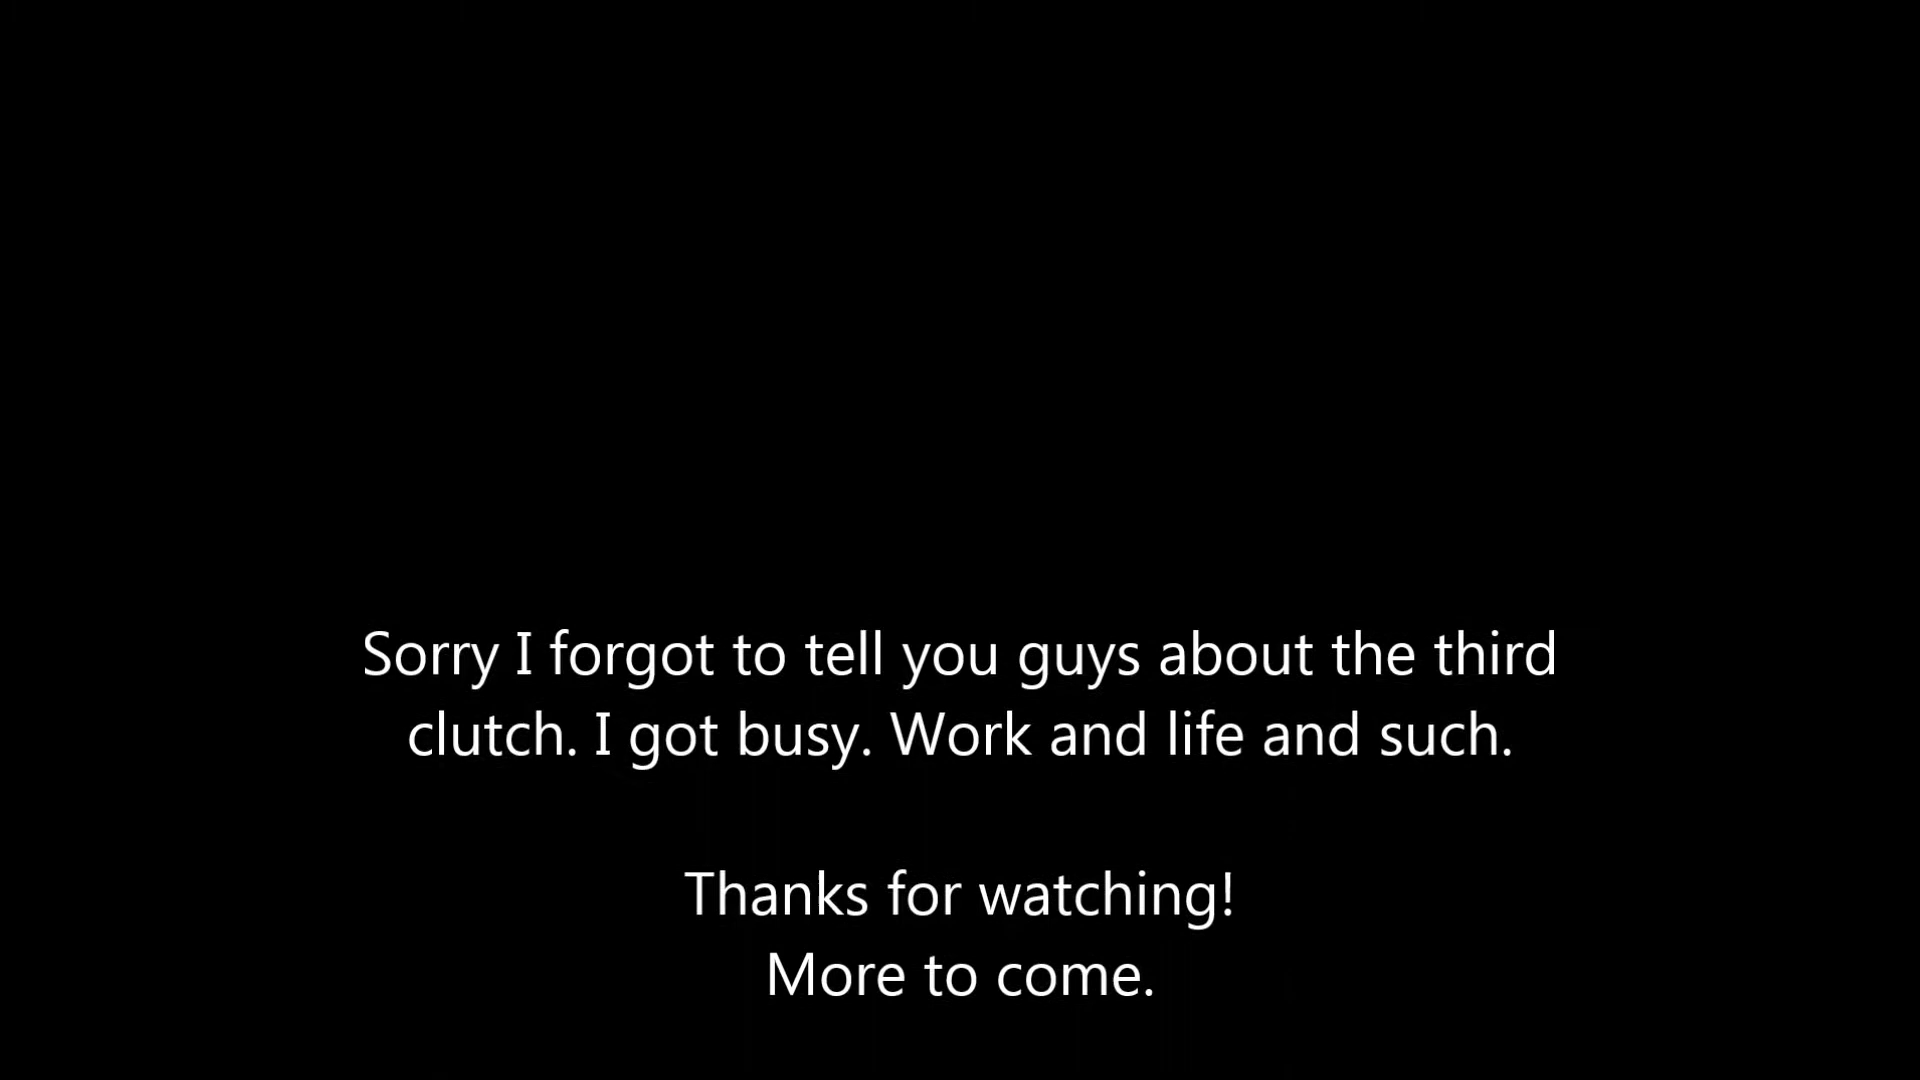 Sorry I forgot to tell you guys about the third
clutch. I got busy. Work and life and such.
Thanks for watching!
More to come.